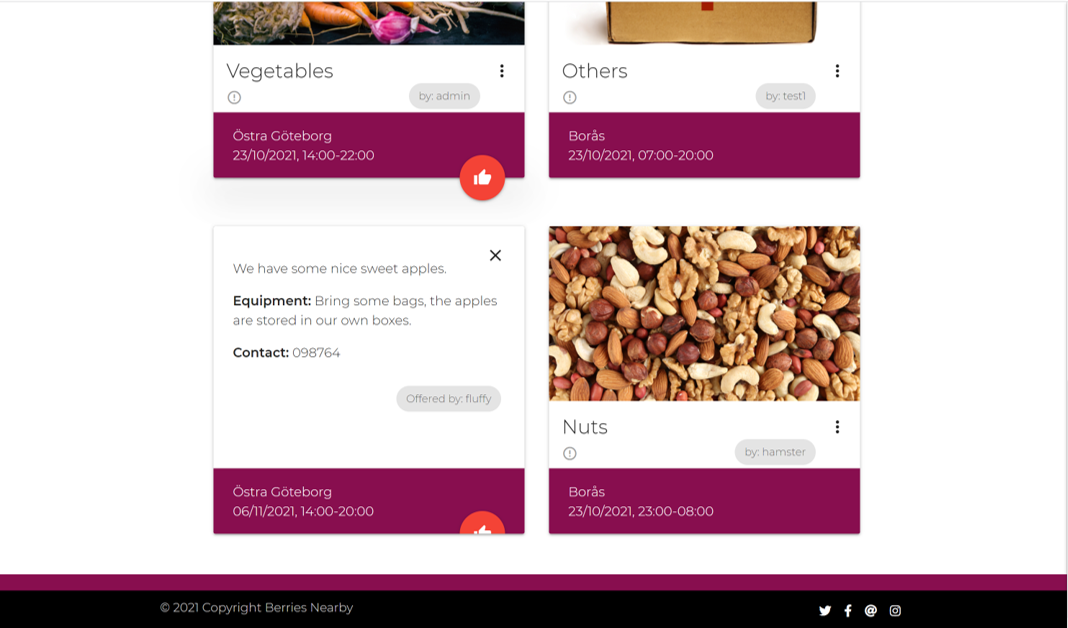 Vegetables
by: admin
Östra Göteborg
23/10/2021, 14:00-22:00
Others
by: test1
Borås
23/10/2021, 07:00-20:00
We have some nice sweet apples.
Equipment: Bring some bags, the apples
are stored in our own boxes.
Contact: 098764
Offered by: fluffy
Östra Göteborg
06/11/2021, 14:00-20:00
Nuts
by: hamster
Borås
23/10/2021, 23:00-08:00
© 2021 Copyright Berries Nearby